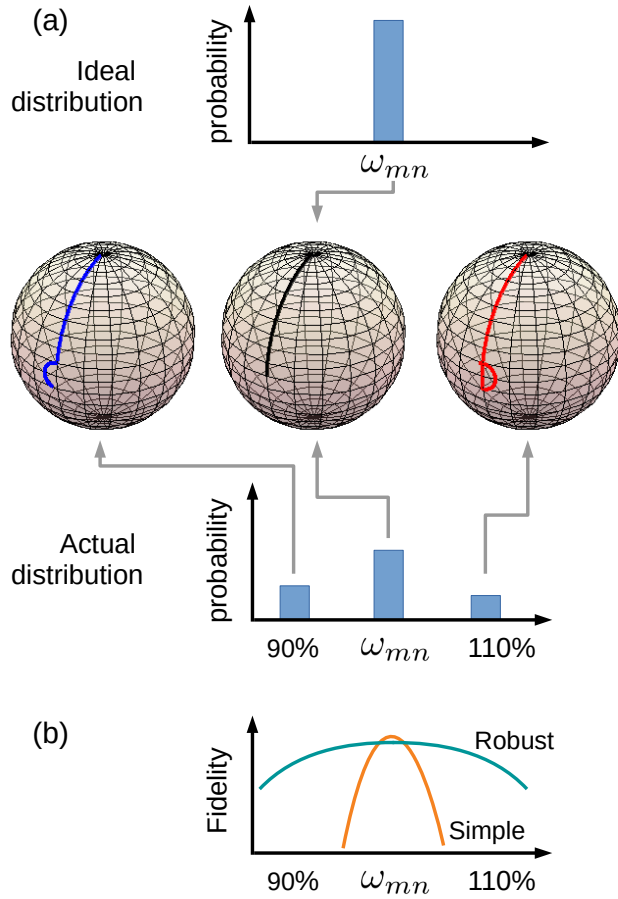 (a)
Ideal
distribution
probability
ω_mn
Actual
distribution
probability
90% ω_mn 110%
(b)
Fidelity
Robust
Simple
90% ω_mn 110%